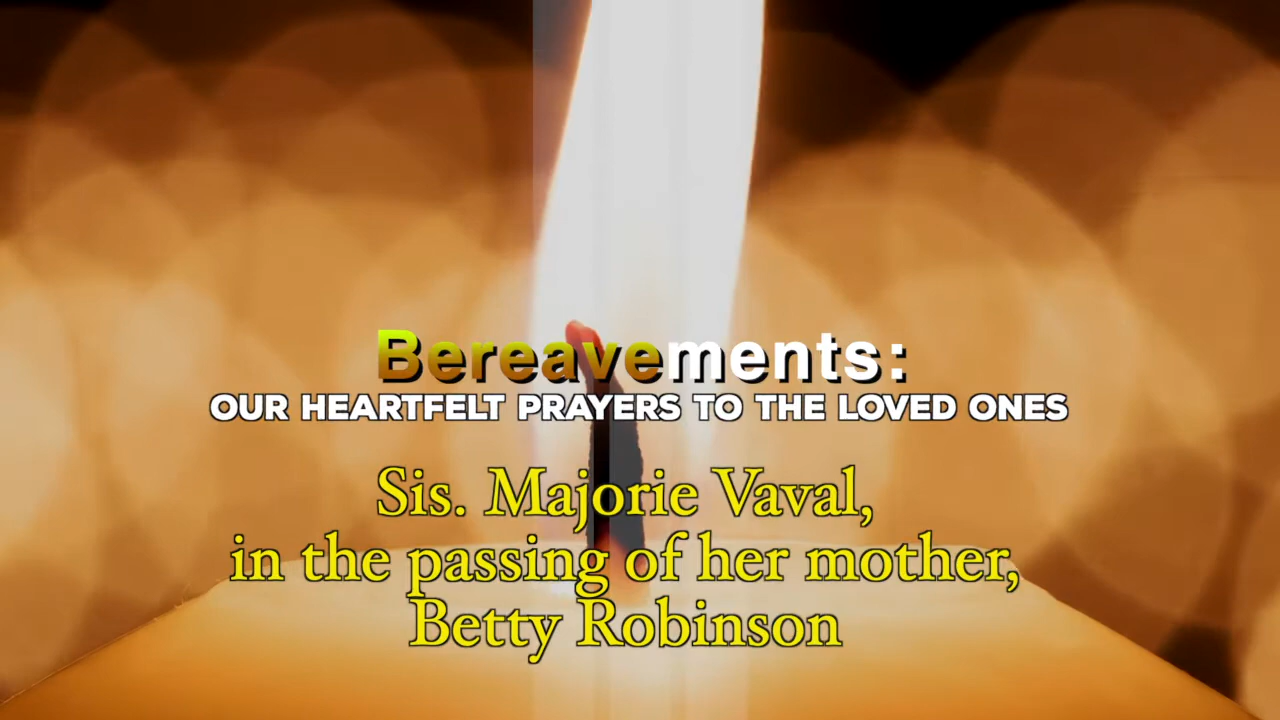 Bereavements:
OUR HEARTFELT PRAYERS TO THE LOVED ONES
Sis. Majorie Vaval,
in the passing of her mother,
Betty Robinson